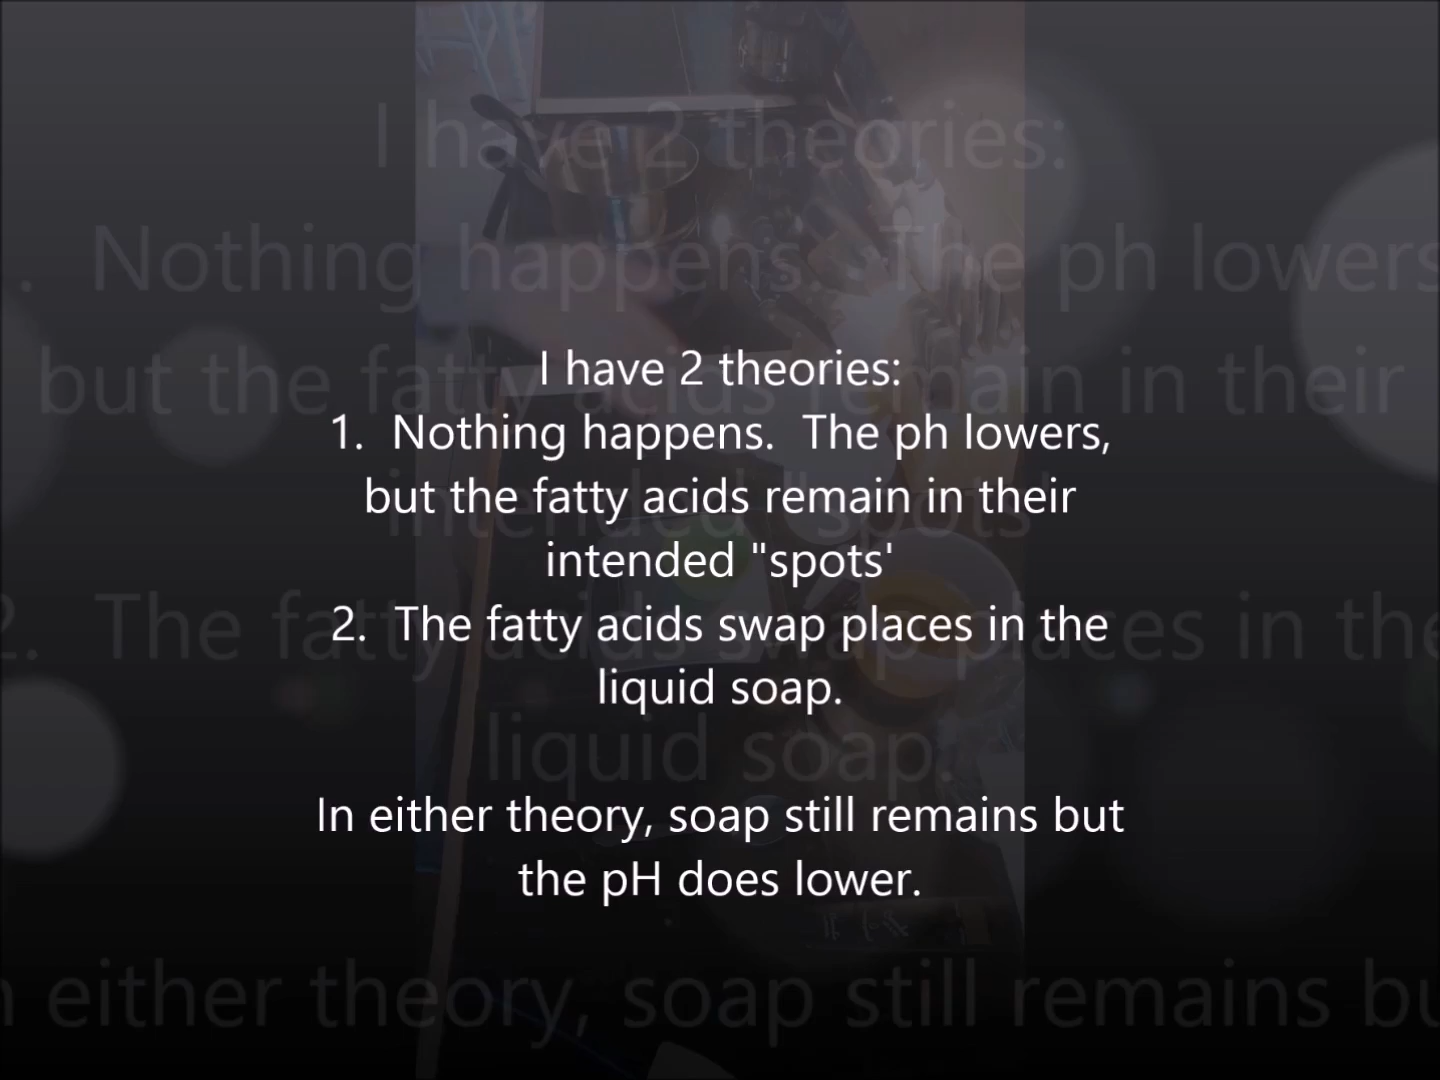 I have 2 theories:
1. Nothing happens. The ph lowers,
but the fatty acids remain in their
intended "spots'
2. The fatty acids swap places in the
liquid soap.
In either theory, soap still remains but
the pH does lower.